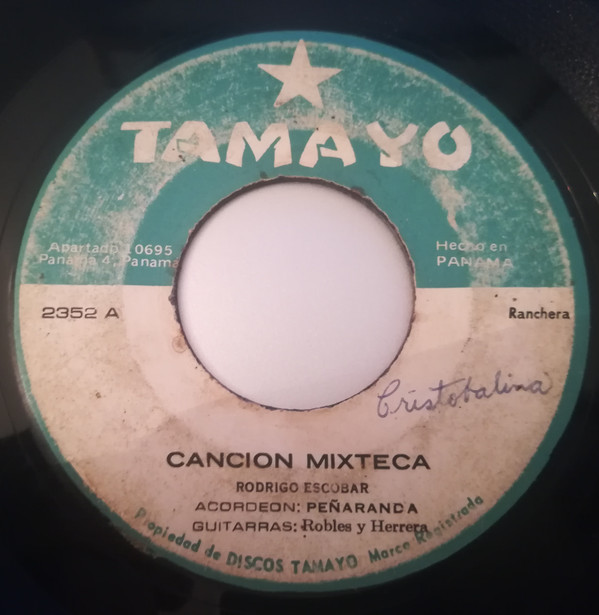 TAMAYO
Apartado 10695
Panamá 4, Panama
Hecho en
PANAMA
2352 A
Ranchera
Cristobalina
CANCION MIXTECA
RODRIGO ESCOBAR
ACORDEON: PEÑARANDA
GUITARRAS: Robles y Herrera
Propiedad de DISCOS TAMAYO Marca Registrada